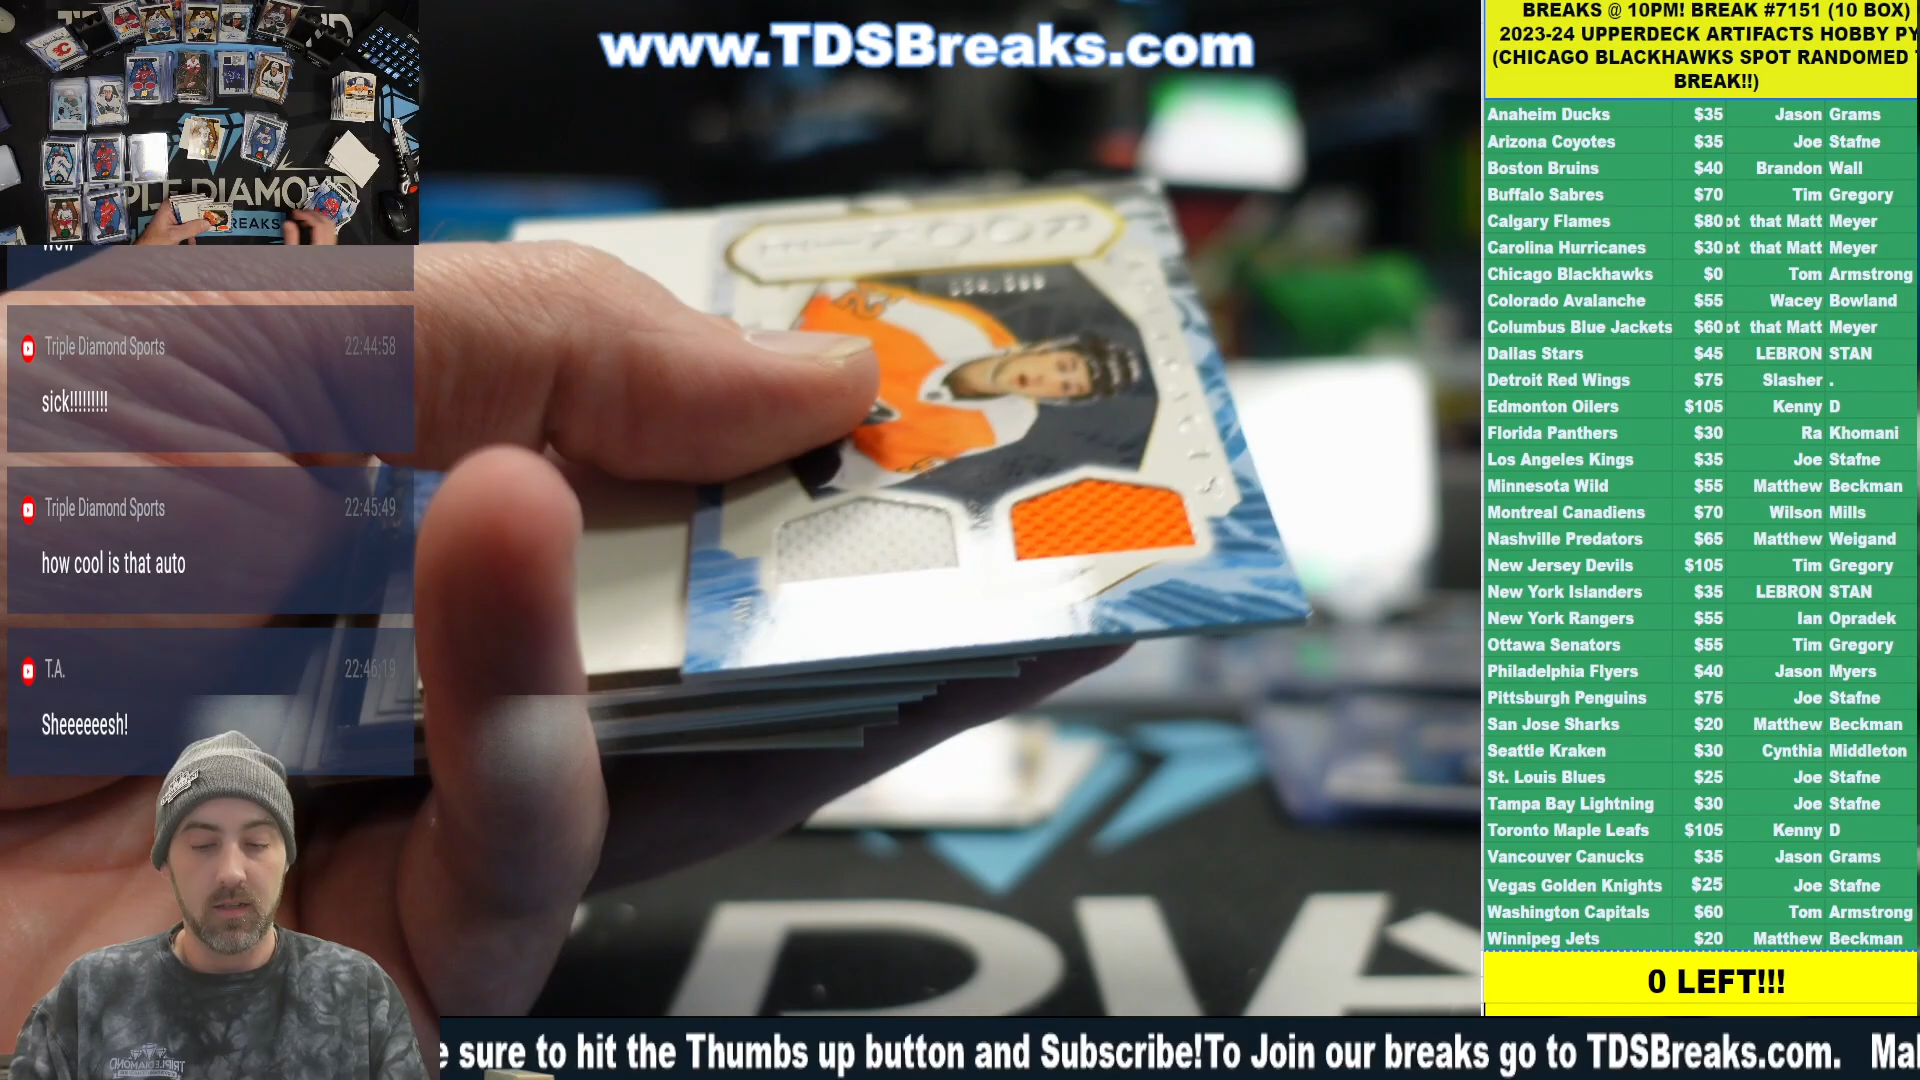 www.TDSBreaks.com
BREAKS @ 10PM! BREAK #7151 (10 BOX)
2023-24 UPPERDECK ARTIFACTS HOBBY PY
(CHICAGO BLACKHAWKS SPOT RANDOMED
BREAK!!)
Anaheim Ducks $35 Jason Grams
Arizona Coyotes $35 Joe Stafne
Boston Bruins $40 Brandon Wall
Buffalo Sabres $70 Tim Gregory
Calgary Flames $80 ot that Matt Meyer
Carolina Hurricanes $30 ot that Matt Meyer
Chicago Blackhawks $0 Tom Armstrong
Colorado Avalanche $55 Wacey Bowland
Columbus Blue Jackets $60 ot that Matt Meyer
Dallas Stars $45 LEBRON STAN
Detroit Red Wings $75 Slasher .
Edmonton Oilers $105 Kenny D
Florida Panthers $30 Ra Khomani
Los Angeles Kings $35 Joe Stafne
Minnesota Wild $55 Matthew Beckman
Montreal Canadiens $70 Wilson Mills
Nashville Predators $65 Matthew Weigand
New Jersey Devils $105 Tim Gregory
New York Islanders $35 LEBRON STAN
New York Rangers $55 Ian Opradek
Ottawa Senators $55 Tim Gregory
Philadelphia Flyers $40 Jason Myers
Pittsburgh Penguins $75 Joe Stafne
San Jose Sharks $20 Matthew Beckman
Seattle Kraken $30 Cynthia Middleton
St. Louis Blues $25 Joe Stafne
Tampa Bay Lightning $30 Joe Stafne
Toronto Maple Leafs $105 Kenny D
Vancouver Canucks $35 Jason Grams
Vegas Golden Knights $25 Joe Stafne
Washington Capitals $60 Tom Armstrong
Winnipeg Jets $20 Matthew Beckman
0 LEFT!!!
TRIPLE DIAMOND
BREAKS
wow
Triple Diamond Sports 22:44:58
sick!!!!!!!!!
Triple Diamond Sports 22:45:49
how cool is that auto
T.A. 22:46:19
Sheeeeeesh!
e sure to hit the Thumbs up button and Subscribe!To Join our breaks go to TDSBreaks.com. Mak